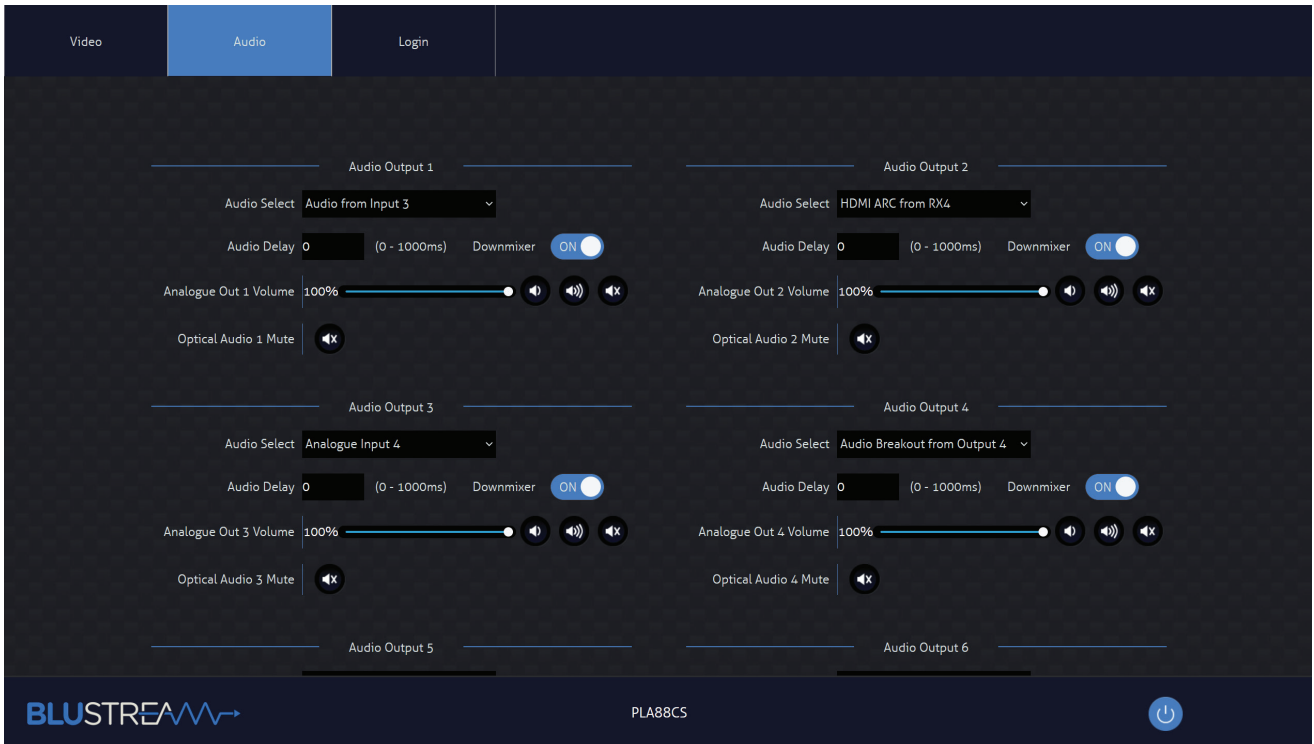 Video Audio Login
Audio Output 1
Audio Select Audio from Input 3
Audio Delay 0 (0 - 1000ms) Downmixer ON
Analogue Out 1 Volume 100%
Optical Audio 1 Mute
Audio Output 2
Audio Select HDMI ARC from RX4
Audio Delay 0 (0 - 1000ms) Downmixer ON
Analogue Out 2 Volume 100%
Optical Audio 2 Mute
Audio Output 3
Audio Select Analogue Input 4
Audio Delay 0 (0 - 1000ms) Downmixer ON
Analogue Out 3 Volume 100%
Optical Audio 3 Mute
Audio Output 4
Audio Select Audio Breakout from Output 4
Audio Delay 0 (0 - 1000ms) Downmixer ON
Analogue Out 4 Volume 100%
Optical Audio 4 Mute
Audio Output 5
Audio Output 6
BLUSTREAM
PLA88CS